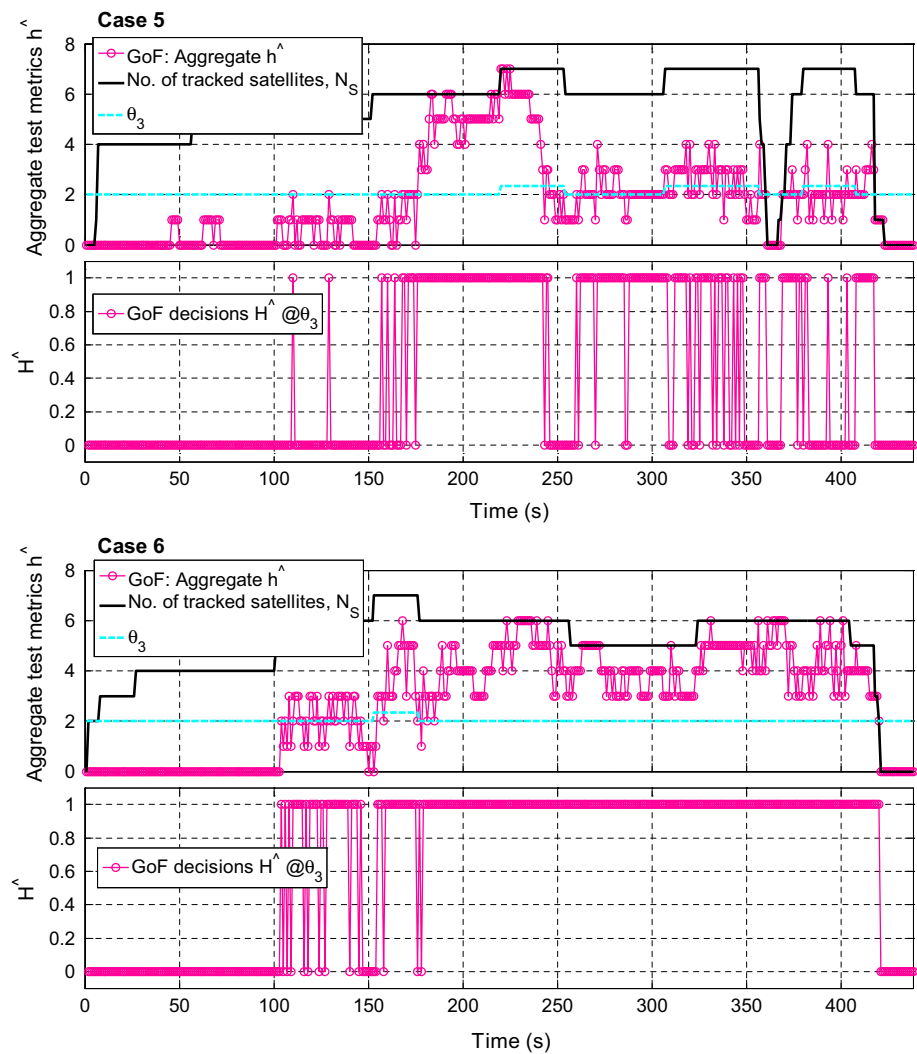 Case 5
Aggregate test metrics h^
8
6
4
2
0
GoF: Aggregate h^
No. of tracked satellites, N_S
θ_3
H^
1
0.8
0.6
0.4
0.2
0
GoF decisions H^ @θ_3
0 50 100 150 200 250 300 350 400
Time (s)
Case 6
Aggregate test metrics h^
8
6
4
2
0
GoF: Aggregate h^
No. of tracked satellites, N_S
θ_3
H^
1
0.8
0.6
0.4
0.2
0
GoF decisions H^ @θ_3
0 50 100 150 200 250 300 350 400
Time (s)